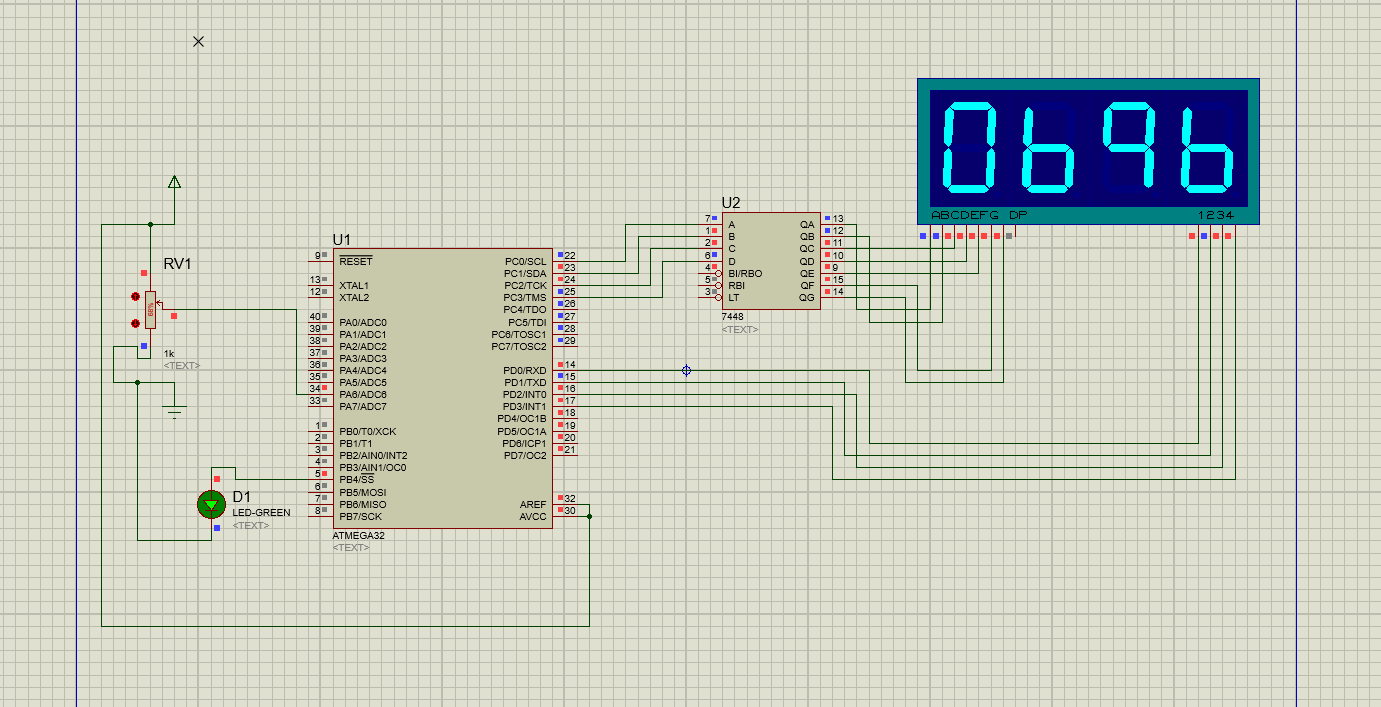 0696
ABCDEFG DP 1234
U2
7 A QA 13
1 B QB 12
2 C QC 11
6 D QD 10
4 BI/RBO QE 9
5 RBI QF 15
3 LT QG 14
7448
<TEXT>
RV1
68%
1k
<TEXT>
U1
9 RESET PC0/SCL 22
PC1/SDA 23
13 XTAL1 PC2/TCK 24
12 XTAL2 PC3/TMS 25
PC4/TDO 26
40 PA0/ADC0 PC5/TDI 27
39 PA1/ADC1 PC6/TOSC1 28
38 PA2/ADC2 PC7/TOSC2 29
37 PA3/ADC3
36 PA4/ADC4 PD0/RXD 14
35 PA5/ADC5 PD1/TXD 15
34 PA6/ADC6 PD2/INT0 16
33 PA7/ADC7 PD3/INT1 17
PD4/OC1B 18
1 PB0/T0/XCK PD5/OC1A 19
2 PB1/T1 PD6/ICP1 20
3 PB2/AIN0/INT2 PD7/OC2 21
4 PB3/AIN1/OC0
5 PB4/SS
6 PB5/MOSI
7 PB6/MISO AREF 32
8 PB7/SCK AVCC 30
ATMEGA32
<TEXT>
D1
LED-GREEN
<TEXT>